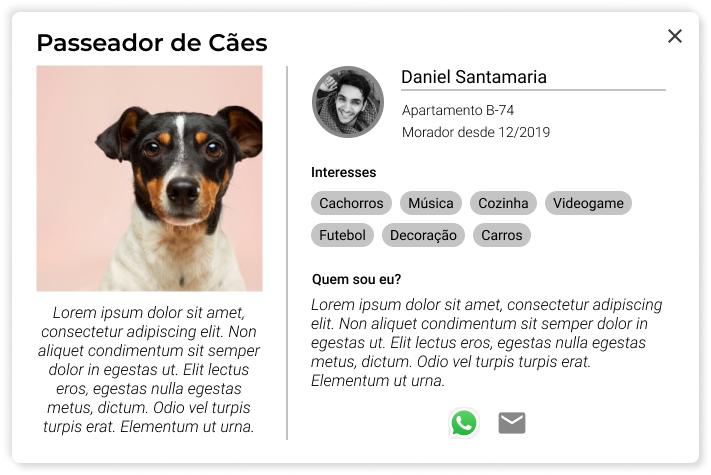 Passeador de Cães
Lorem ipsum dolor sit amet,
consectetur adipiscing elit. Non
aliquet condimentum sit semper
dolor in egestas ut. Elit lectus
eros, egestas nulla egestas
metus, dictum. Odio vel turpis
turpis erat. Elementum ut urna.
Daniel Santamaria
Apartamento B-74
Morador desde 12/2019
Interesses
Cachorros Música Cozinha Videogame
Futebol Decoração Carros
Quem sou eu?
Lorem ipsum dolor sit amet, consectetur adipiscing
elit. Non aliquet condimentum sit semper dolor in
egestas ut. Elit lectus eros, egestas nulla egestas
metus, dictum. Odio vel turpis turpis erat.
Elementum ut urna.